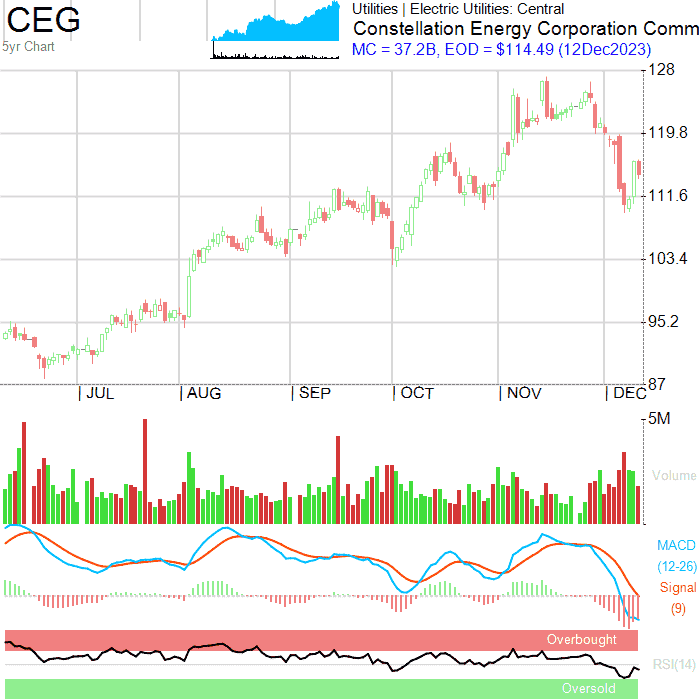 CEG
5yr Chart
Utilities | Electric Utilities: Central
Constellation Energy Corporation Comm
MC = 37.2B, EOD = $114.49 (12Dec2023)
128
119.8
111.6
103.4
95.2
87
JUL AUG SEP OCT NOV DEC
5M
Volume
MACD
(12-26)
Signal
(9)
Overbought
RSI(14)
Oversold